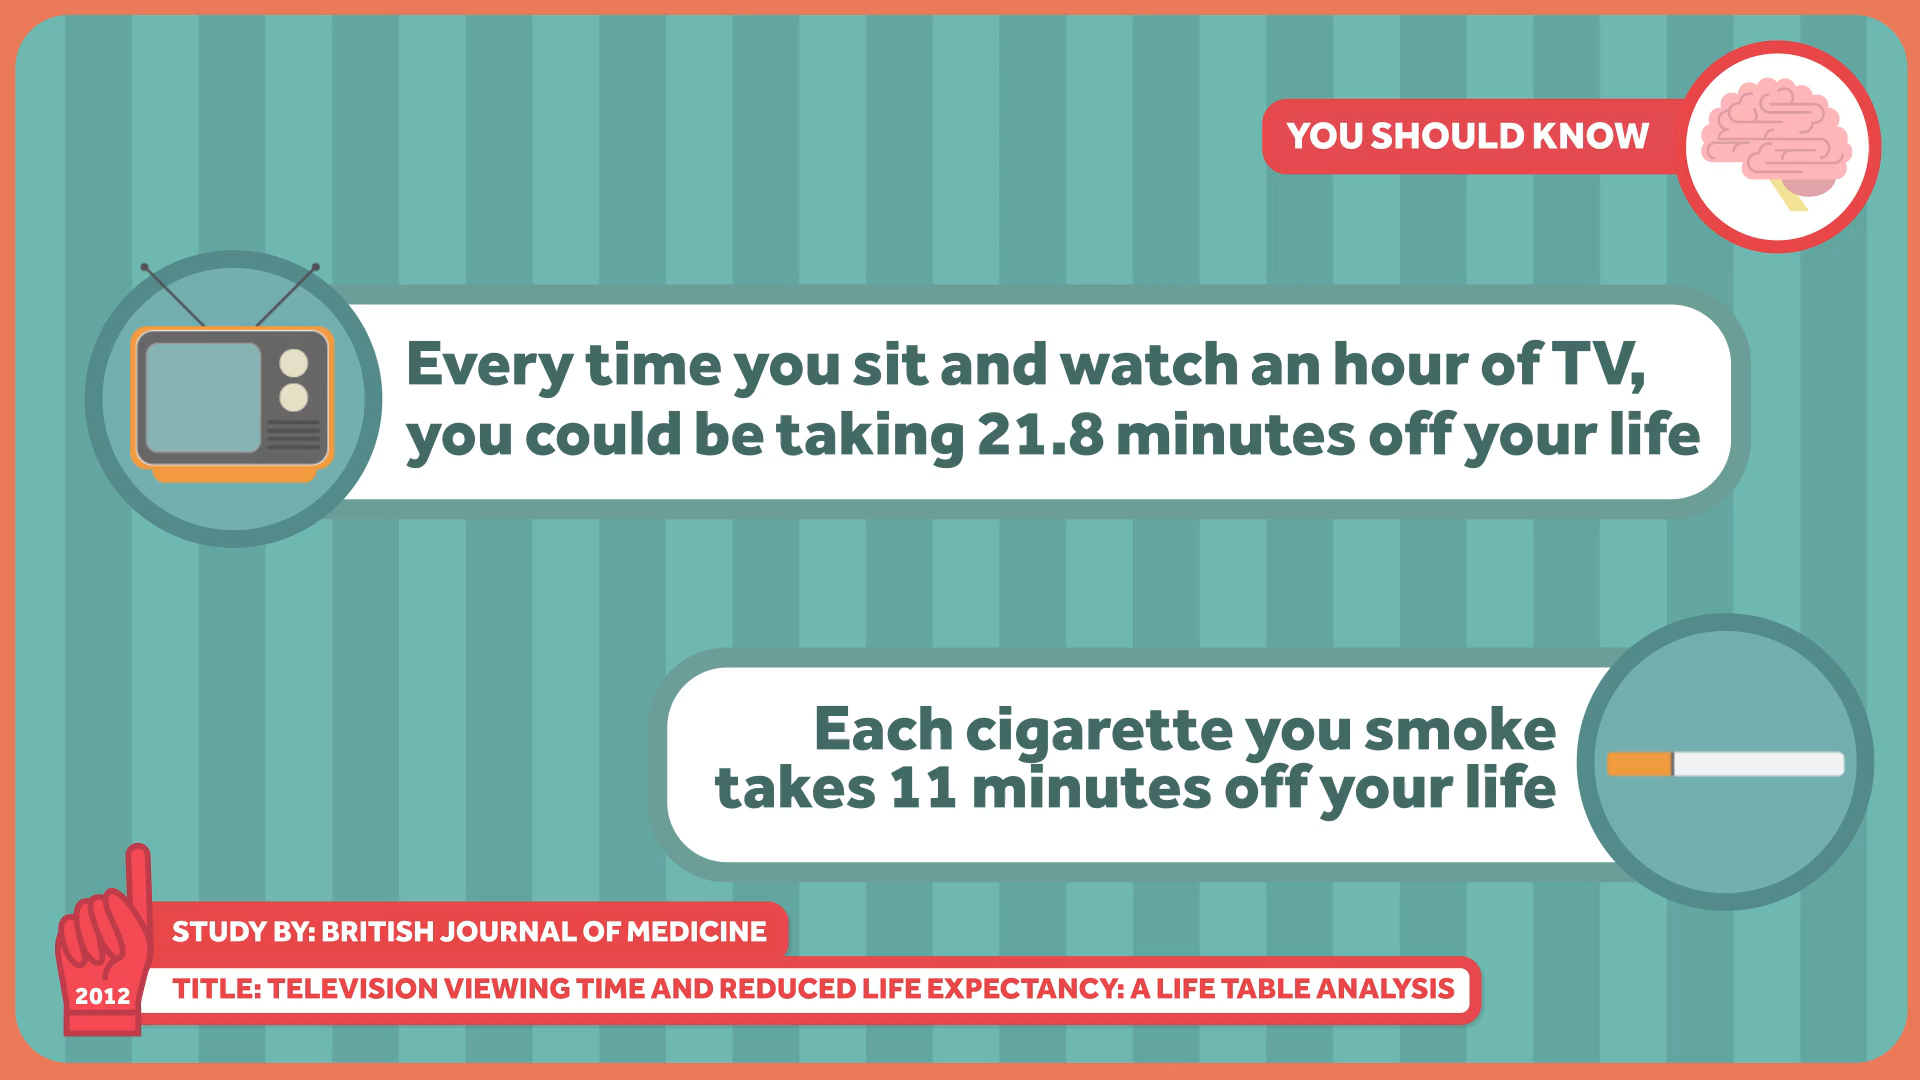 YOU SHOULD KNOW
Every time you sit and watch an hour of TV,
you could be taking 21.8 minutes off your life
Each cigarette you smoke
takes 11 minutes off your life
STUDY BY: BRITISH JOURNAL OF MEDICINE
2012
TITLE: TELEVISION VIEWING TIME AND REDUCED LIFE EXPECTANCY: A LIFE TABLE ANALYSIS